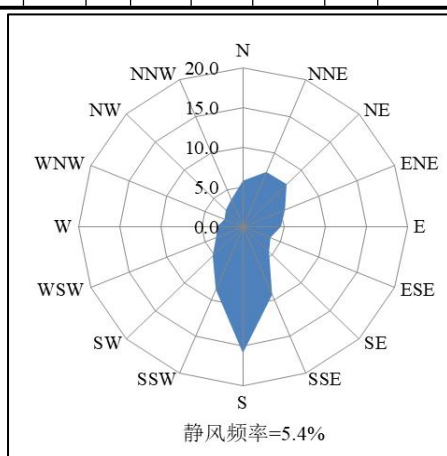 N
NNW
NNE
20.0
NW
15.0
NE
10.0
WNW
ENE
5.0
W
0.0
E
WSW
ESE
SW
SE
SSW
SSE
S
静风频率=5.4%